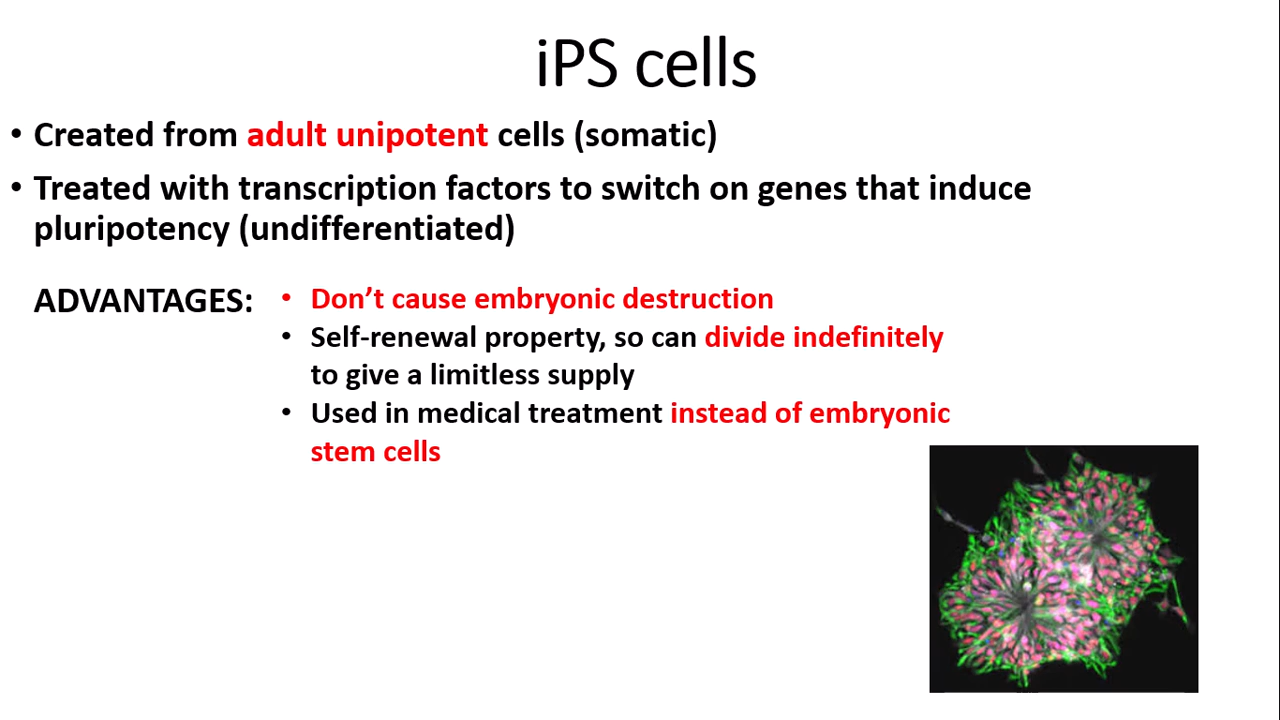 iPS cells
• Created from adult unipotent cells (somatic)
• Treated with transcription factors to switch on genes that induce
pluripotency (undifferentiated)
ADVANTAGES:
• Don’t cause embryonic destruction
• Self-renewal property, so can divide indefinitely
to give a limitless supply
• Used in medical treatment instead of embryonic
stem cells